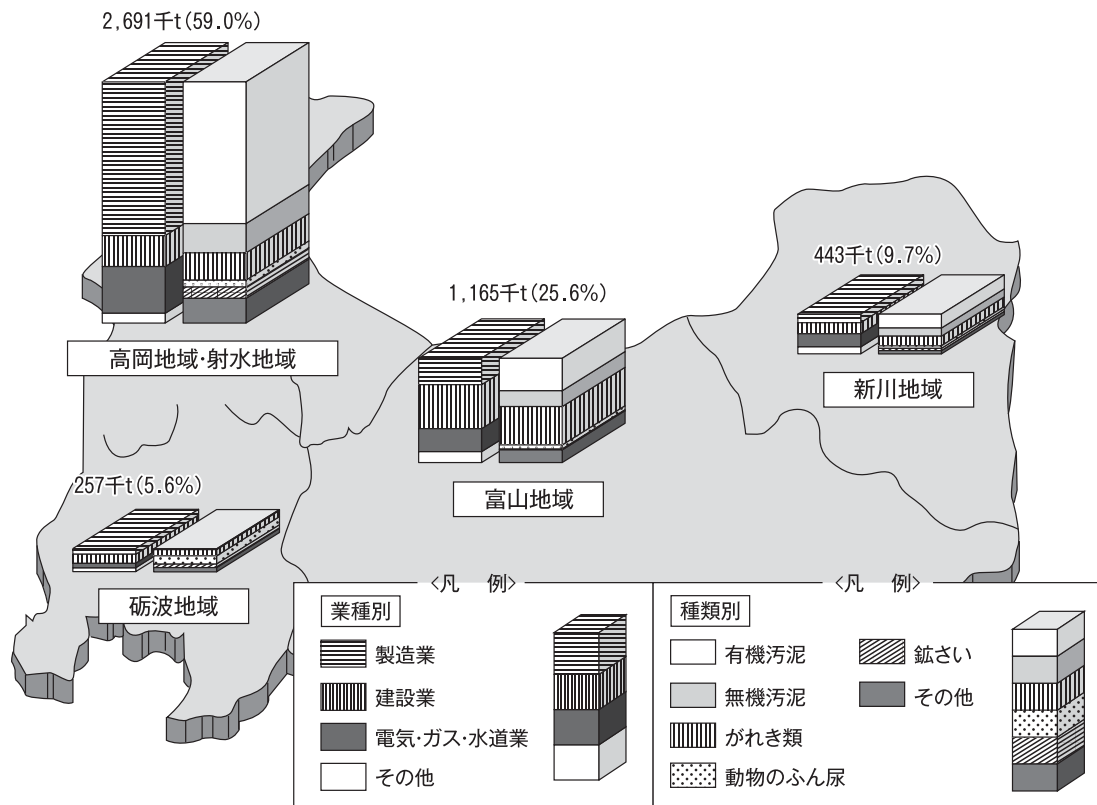 2,691千t(59.0%)
443千t(9.7%)
1,165千t(25.6%)
高岡地域・射水地域
新川地域
257千t(5.6%)
富山地域
砺波地域
<凡　例>
業種別
製造業
建設業
電気・ガス・水道業
その他
<凡　例>
種類別
有機汚泥
無機汚泥
がれき類
動物のふん尿
鉱さい
その他